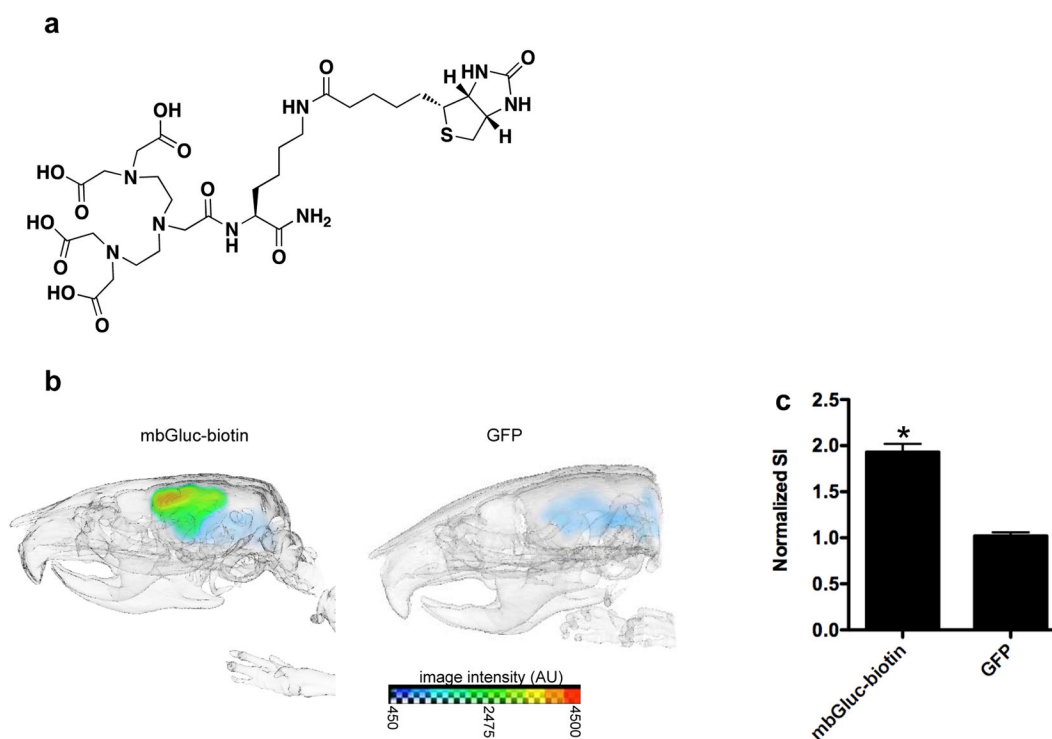 a
O
H
HN
O
HN
NH
S
H
OH
O
HO
O
N
O
N
N
H
NH2
O
HO
O
N
HO
O
b
mbGluc-biotin
GFP
image intensity (AU)
450
2475
4500
c
Normalized SI
2.5
2.0
1.5
1.0
0.5
0.0
*
mbGluc-biotin
GFP